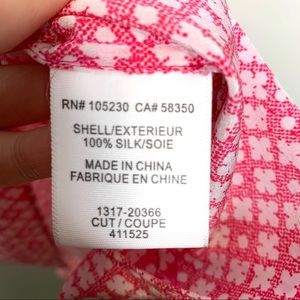 RN# 105230 CA# 58350
SHELL/EXTERIEUR
100% SILK/SOIE
MADE IN CHINA
FABRIQUE EN CHINE
1317-20366
CUT / COUPE
411525